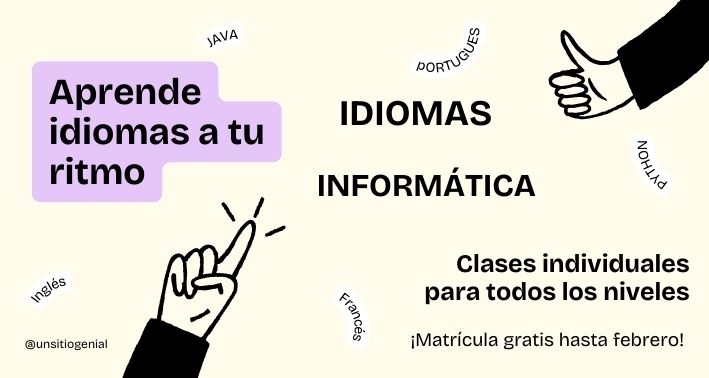 JAVA
PORTUGUES
Aprende
idiomas a tu
ritmo
IDIOMAS
PYTHON
INFORMÁTICA
Clases individuales
para todos los niveles
Inglés
Francés
@unsitiogenial
¡Matrícula gratis hasta febrero!